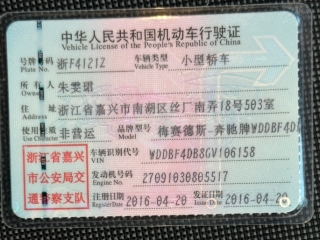 中华人民共和国机动车行驶证
Vehicle License of the People's Republic of China
号牌号码 浙F41Z1Z 车辆类型 小型轿车
Plate No. Vehicle Type
所有人 朱雯珺
Owner
住址 浙江省嘉兴市南湖区丝厂南弄18号503室
Address
使用性质 非营运 品牌型号 梅赛德斯-奔驰牌WDDBF4DB
Use Character Model
浙江省嘉兴
市公安局交
通警察支队
车辆识别代号 WDDBF4DB8GV106158
VIN
发动机号码 27091030805517
Engine No.
注册日期 2016-04-20 发证日期 2016-04-20
Register Date Issue Date